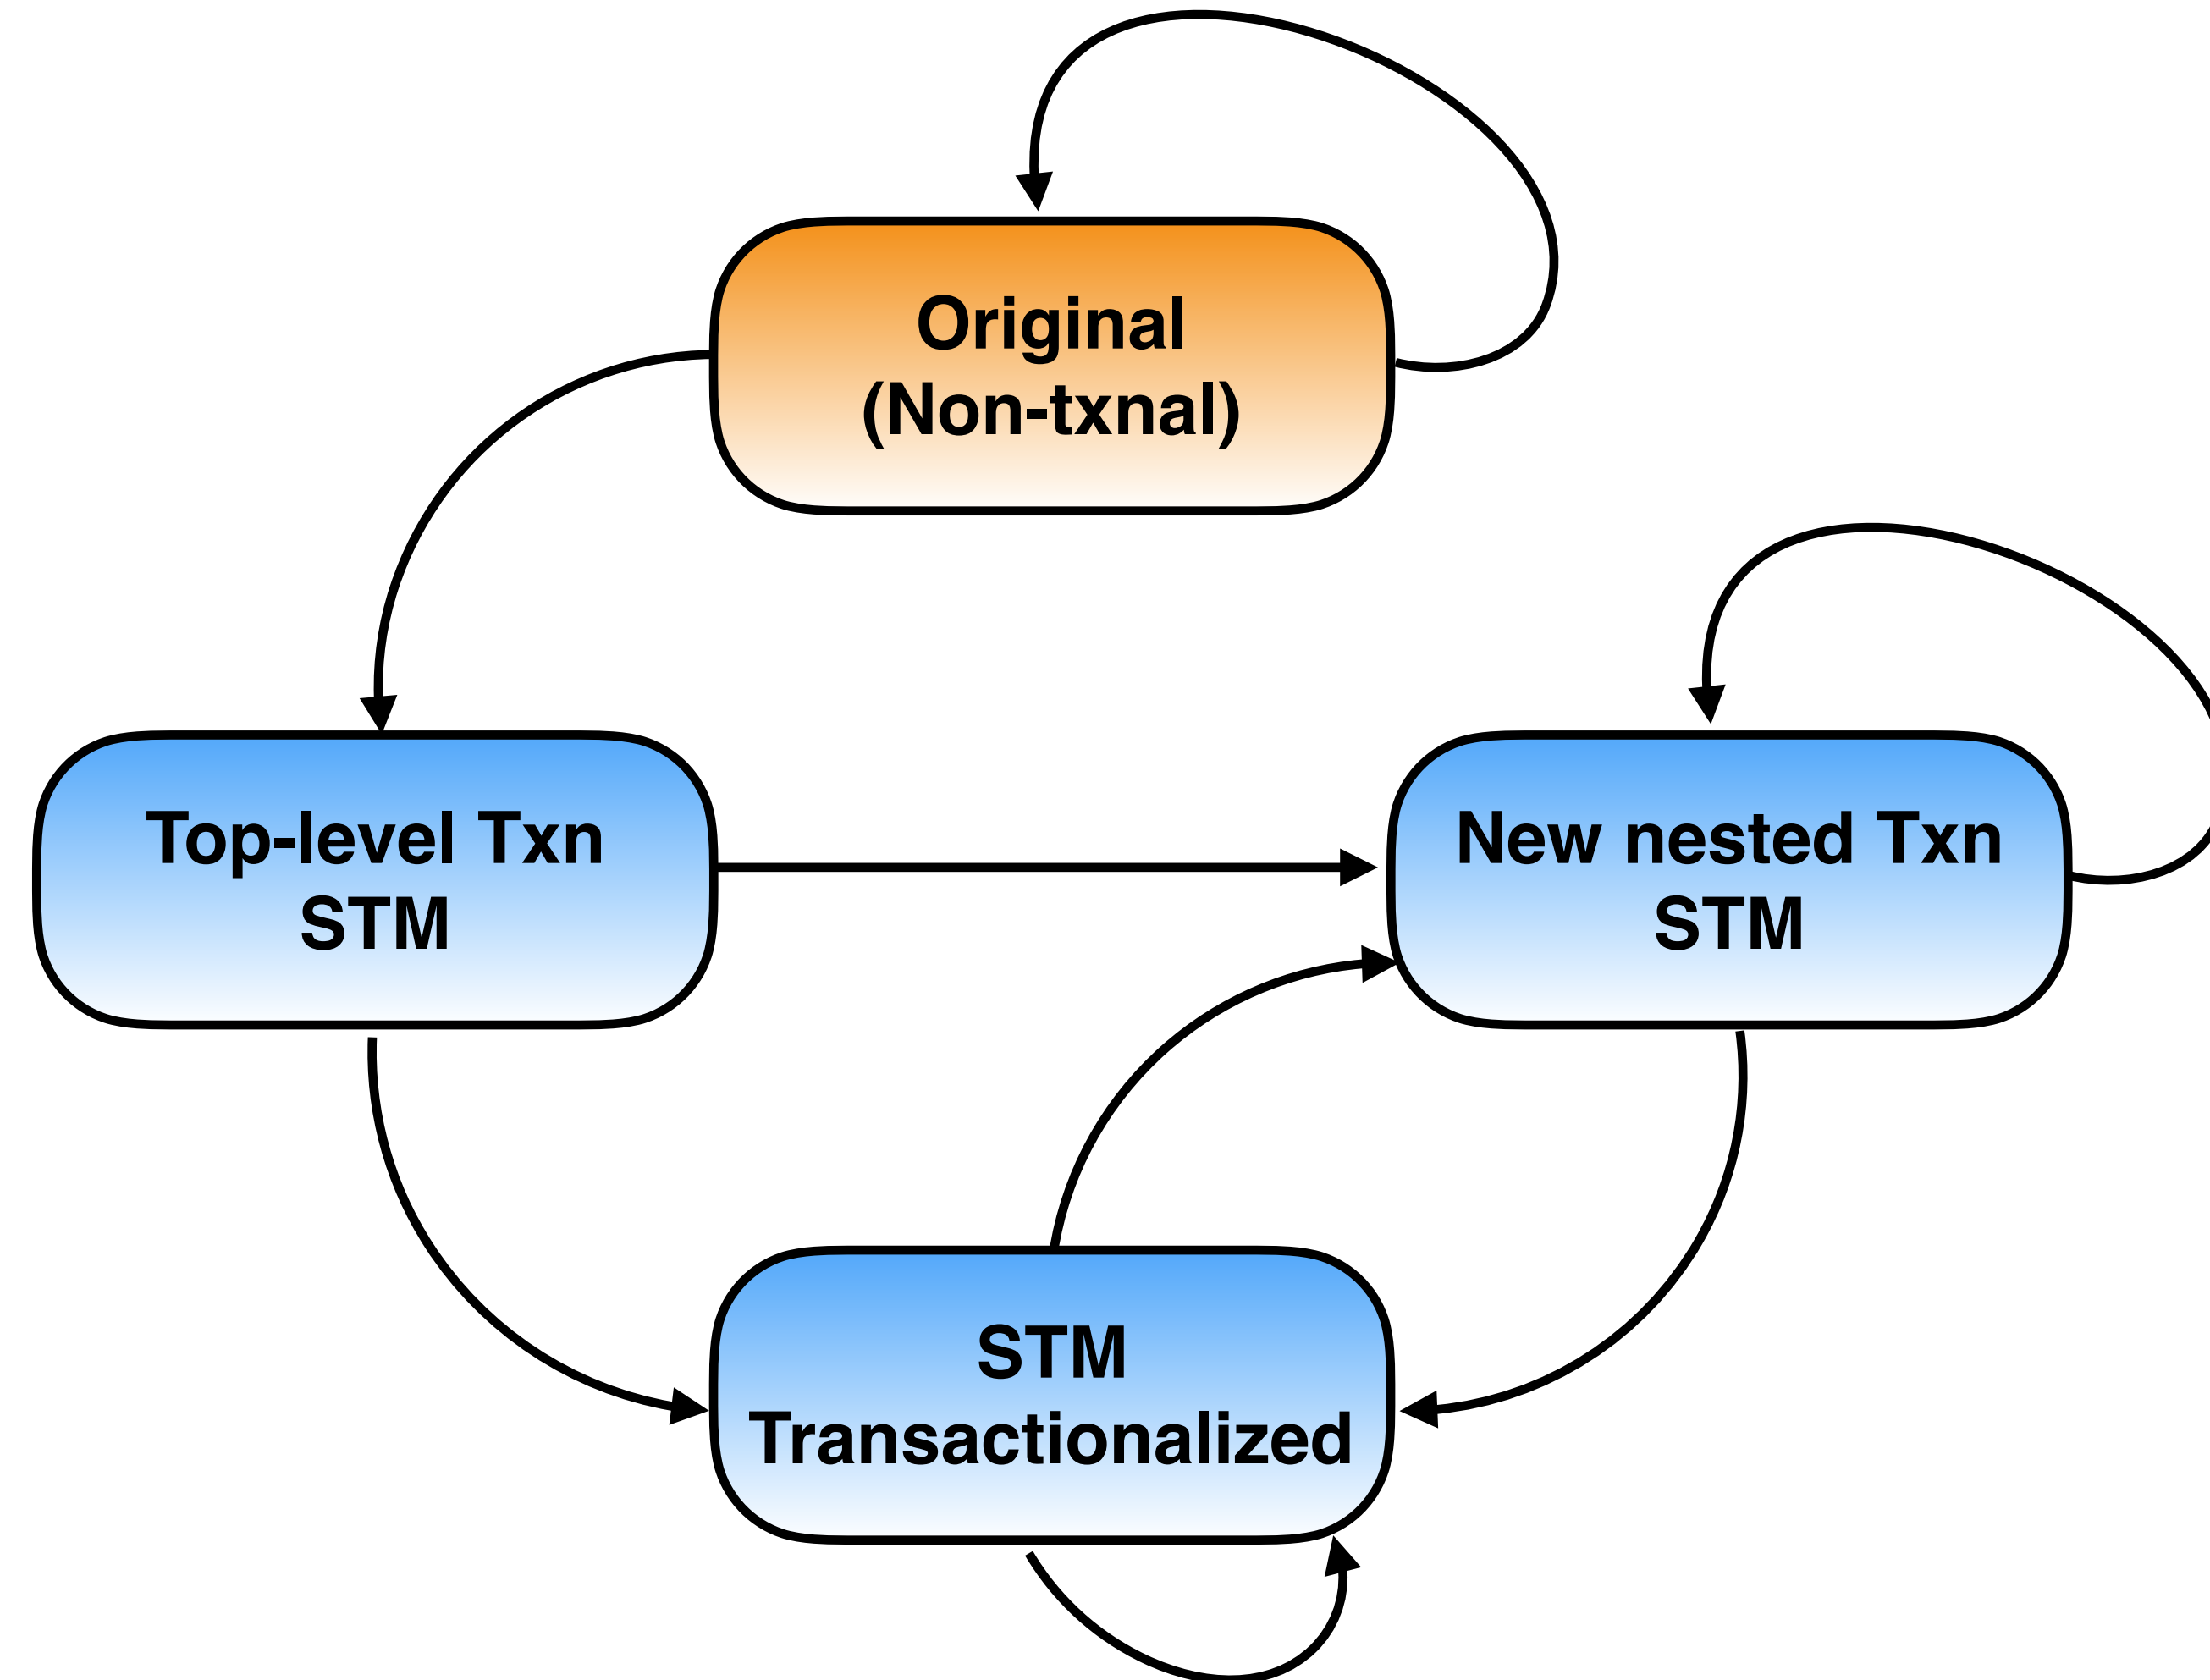 Original
(Non-txnal)
Top-level Txn
STM
New nested Txn
STM
STM
Transactionalized